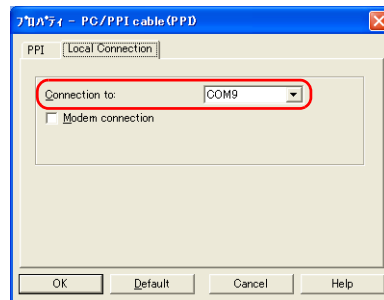 ﾌﾟﾛﾊﾟﾃｨ - PC/PPI cable(PPI)
PPI Local Connection
Connection to: COM9
Modem connection
OK Default Cancel Help